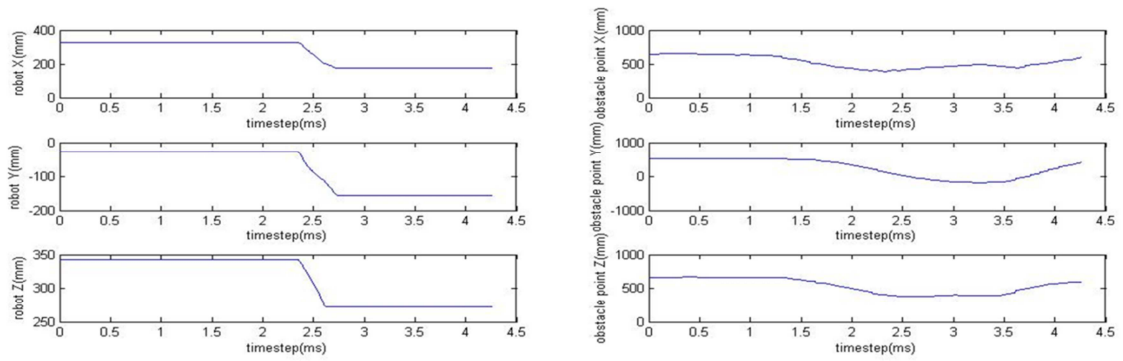 robot X(mm)
400
200
0
0 0.5 1 1.5 2 2.5 3 3.5 4 4.5
timestep(ms)
robot Y(mm)
0
-100
-200
0 0.5 1 1.5 2 2.5 3 3.5 4 4.5
timestep(ms)
robot Z(mm)
350
300
250
0 0.5 1 1.5 2 2.5 3 3.5 4 4.5
timestep(ms)
obstacle point X(mm)
1000
500
0
0 0.5 1 1.5 2 2.5 3 3.5 4 4.5
timestep(ms)
obstacle point Y(mm)
1000
0
-1000
0 0.5 1 1.5 2 2.5 3 3.5 4 4.5
timestep(ms)
obstacle point Z(mm)
1000
500
0
0 0.5 1 1.5 2 2.5 3 3.5 4 4.5
timestep(ms)